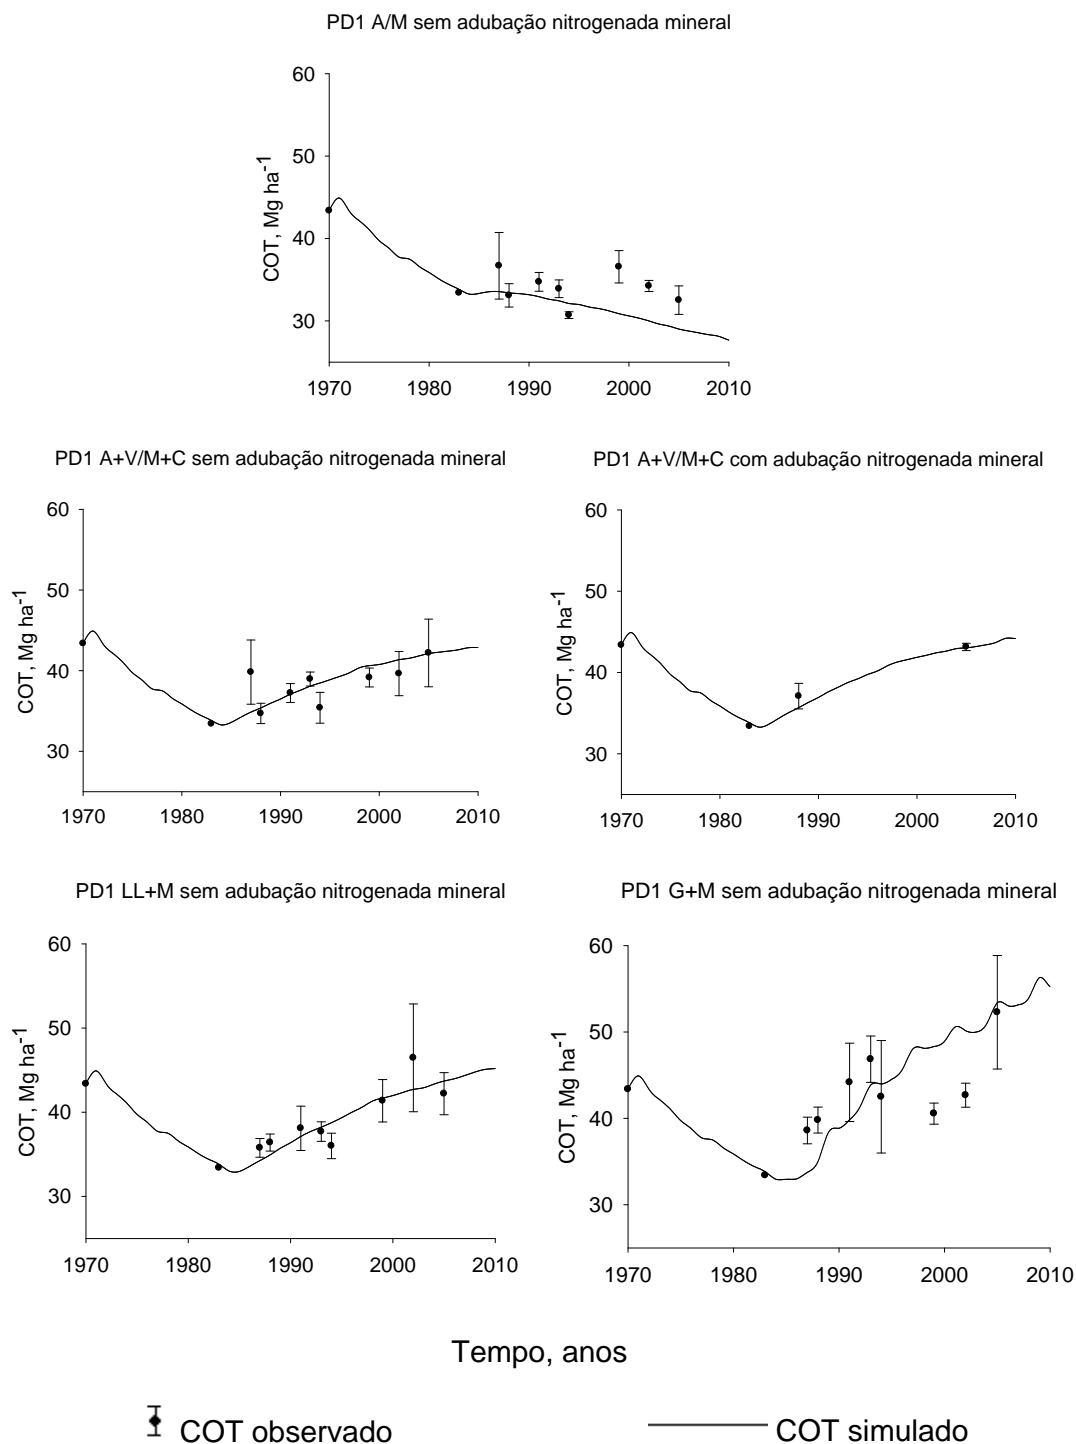 PD1 A/M sem adubação nitrogenada mineral
60
50
40
30
COT, Mg ha-1
1970 1980 1990 2000 2010
PD1 A+V/M+C sem adubação nitrogenada mineral
60
50
40
30
COT, Mg ha-1
1970 1980 1990 2000 2010
PD1 A+V/M+C com adubação nitrogenada mineral
60
50
40
30
COT, Mg ha-1
1970 1980 1990 2000 2010
PD1 LL+M sem adubação nitrogenada mineral
60
50
40
30
COT, Mg ha-1
1970 1980 1990 2000 2010
PD1 G+M sem adubação nitrogenada mineral
60
50
40
30
COT, Mg ha-1
1970 1980 1990 2000 2010
Tempo, anos
COT observado
COT simulado